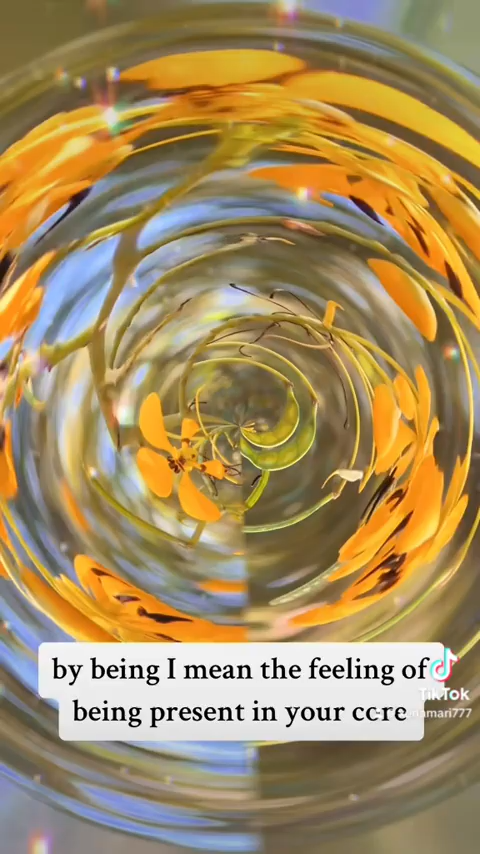 by being I mean the feeling of
being present in your core
TikTok